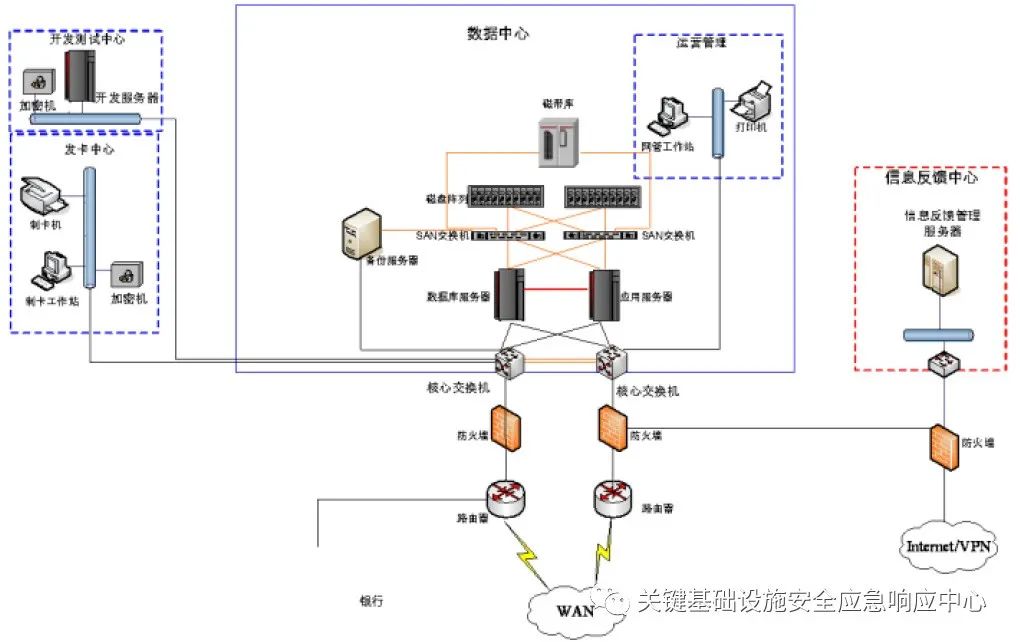 数据中心
开发测试中心
加密机
开发服务器
发卡中心
制卡机
制卡工作站
加密机
运营管理
网管工作站
打印机
磁带库
磁盘阵列
SAN交换机
SAN交换机
备份服务器
数据库服务器
应用服务器
信息反馈中心
信息反馈管理
服务器
核心交换机
核心交换机
防火墙
防火墙
防火墙
路由器
路由器
Internet/VPN
银行
WAN
关键基础设施安全应急响应中心